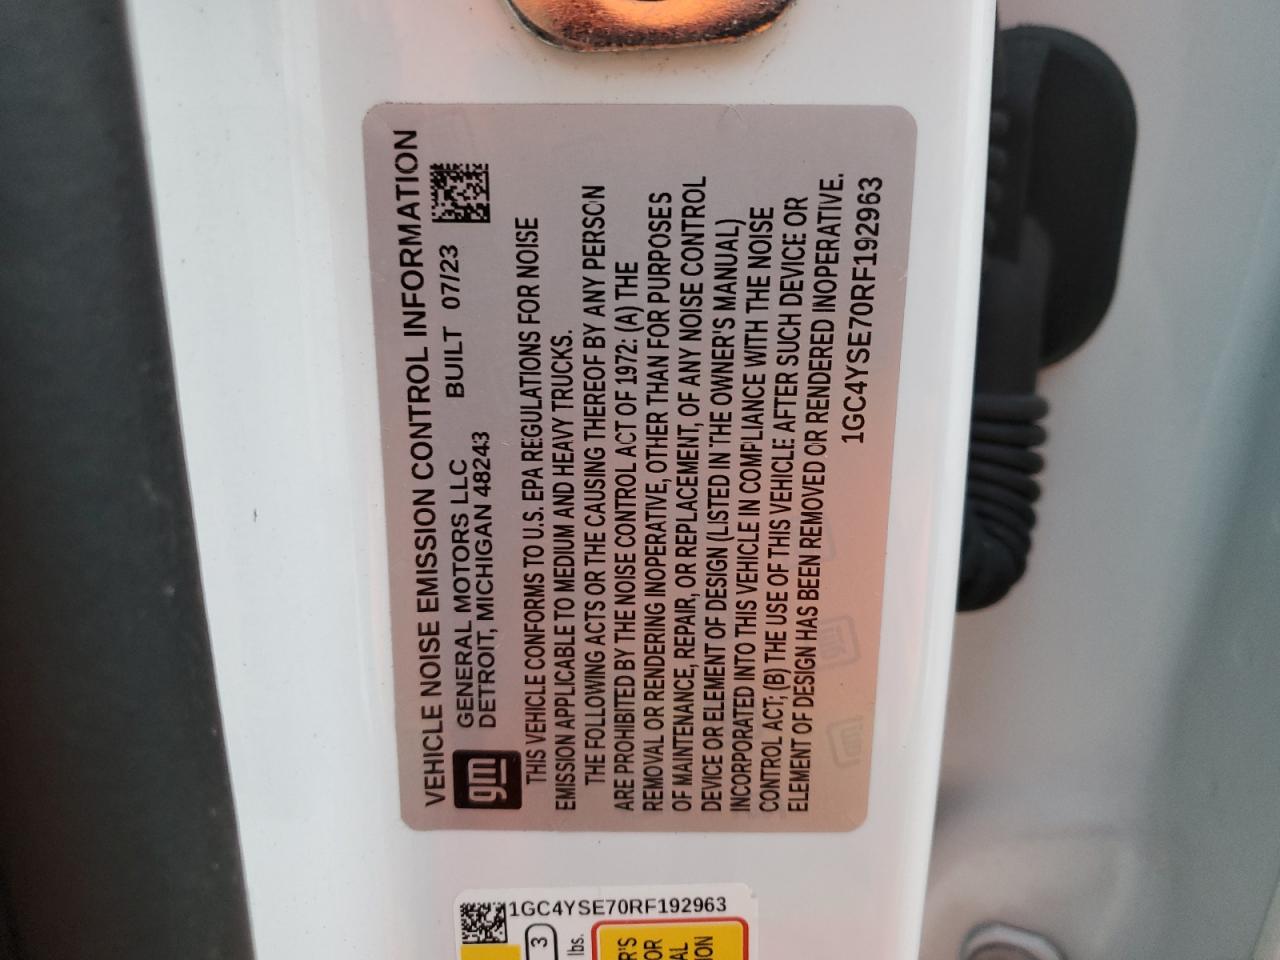 VEHICLE NOISE EMISSION CONTROL INFORMATION
gm
GENERAL MOTORS LLC BUILT 07/23
DETROIT, MICHIGAN 48243
THIS VEHICLE CONFORMS TO U.S. EPA REGULATIONS FOR NOISE
EMISSION APPLICABLE TO MEDIUM AND HEAVY TRUCKS.
THE FOLLOWING ACTS OR THE CAUSING THEREOF BY ANY PERSON
ARE PROHIBITED BY THE NOISE CONTROL ACT OF 1972: (A) THE
REMOVAL OR RENDERING INOPERATIVE, OTHER THAN FOR PURPOSES
OF MAINTENANCE, REPAIR, OR REPLACEMENT, OF ANY NOISE CONTROL
DEVICE OR ELEMENT OF DESIGN (LISTED IN THE OWNER'S MANUAL)
INCORPORATED INTO THIS VEHICLE IN COMPLIANCE WITH THE NOISE
CONTROL ACT; (B) THE USE OF THIS VEHICLE AFTER SUCH DEVICE OR
ELEMENT OF DESIGN HAS BEEN REMOVED OR RENDERED INOPERATIVE.
1GC4YSE70RF192963
1GC4YSE70RF192963
3
lbs.
R'S
OR
AL
ION